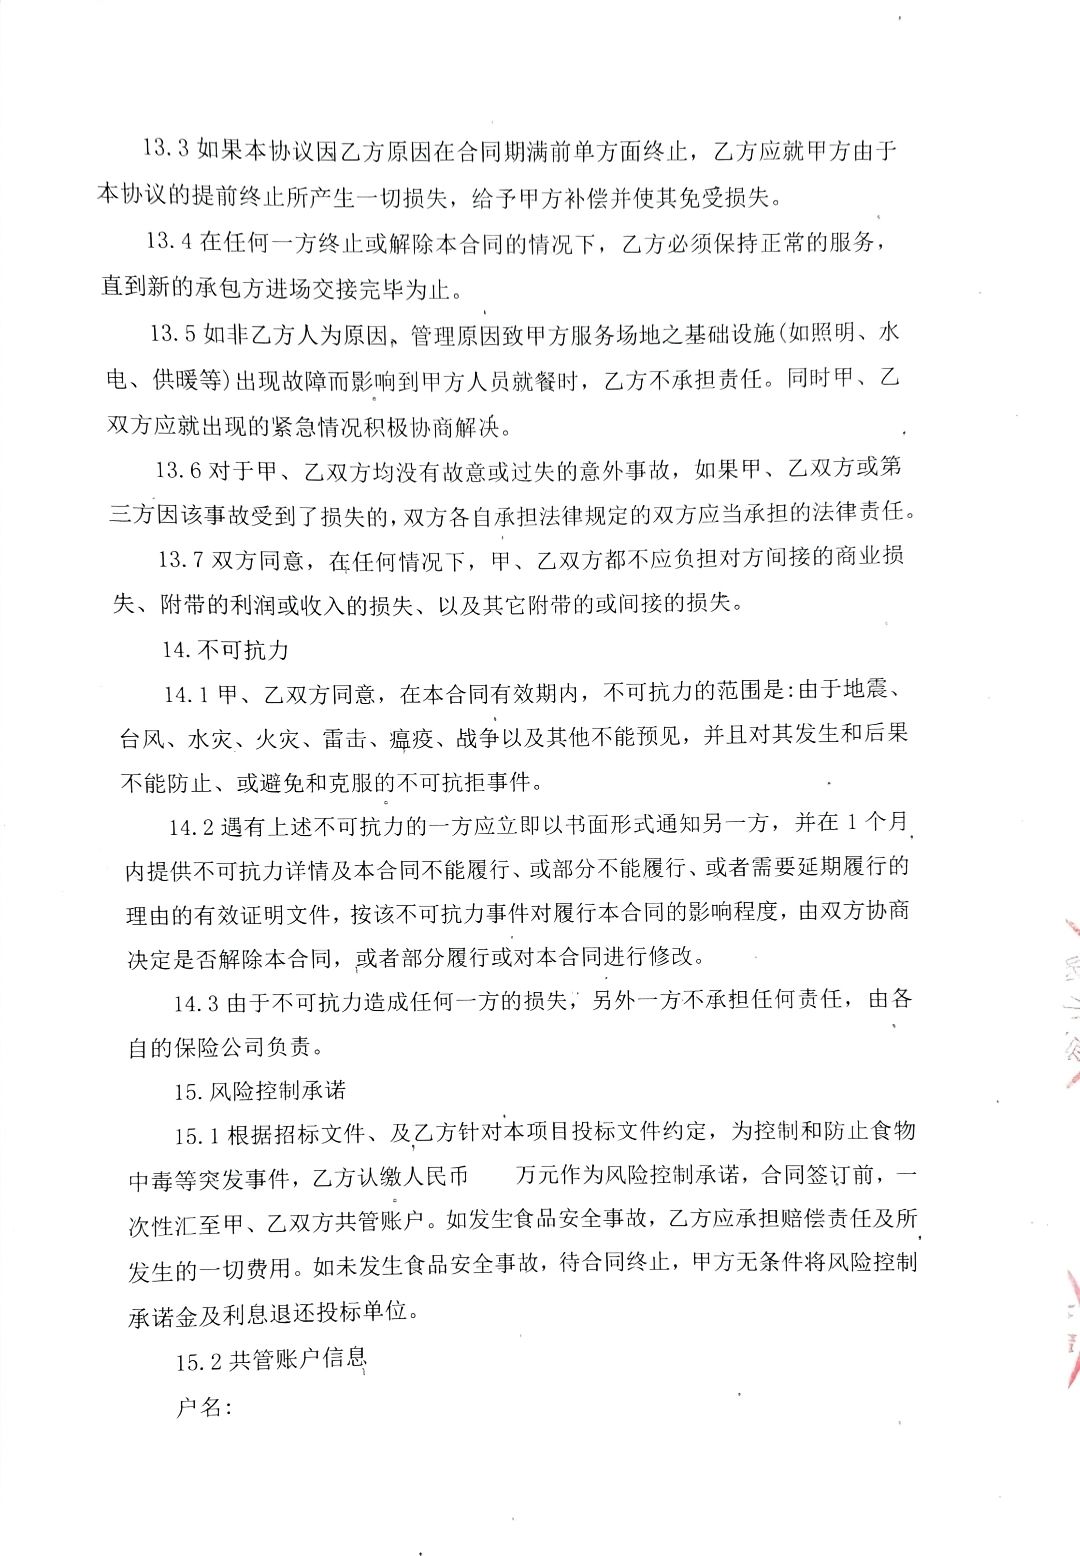 13.3 如果本协议因乙方原因在合同期满前单方面终止，乙方应就甲方由于
本协议的提前终止所产生一切损失，给予甲方补偿并使其免受损失。
13.4 在任何一方终止或解除本合同的情况下，乙方必须保持正常的服务，
直到新的承包方进场交接完毕为止。
13.5 如非乙方人为原因、管理原因致甲方服务场地之基础设施(如照明、水
电、供暖等)出现故障而影响到甲方人员就餐时，乙方不承担责任。同时甲、乙
双方应就出现的紧急情况积极协商解决。
13.6 对于甲、乙双方均没有故意或过失的意外事故，如果甲、乙双方或第
三方因该事故受到了损失的，双方各自承担法律规定的双方应当承担的法律责任。
13.7 双方同意，在任何情况下，甲、乙双方都不应负担对方间接的商业损
失、附带的利润或收入的损失、以及其它附带的或间接的损失。
14. 不可抗力
14.1 甲、乙双方同意，在本合同有效期内，不可抗力的范围是:由于地震、
台风、水灾、火灾、雷击、瘟疫、战争以及其他不能预见，并且对其发生和后果
不能防止、或避免和克服的不可抗拒事件。
14.2 遇有上述不可抗力的一方应立即以书面形式通知另一方，并在 1 个月
内提供不可抗力详情及本合同不能履行、或部分不能履行、或者需要延期履行的
理由的有效证明文件，按该不可抗力事件对履行本合同的影响程度，由双方协商
决定是否解除本合同，或者部分履行或对本合同进行修改。
14.3 由于不可抗力造成任何一方的损失，另外一方不承担任何责任，由各
自的保险公司负责。
15. 风险控制承诺
15.1 根据招标文件、及乙方针对本项目投标文件约定，为控制和防止食物
中毒等突发事件，乙方认缴人民币　　万元作为风险控制承诺，合同签订前，一
次性汇至甲、乙双方共管账户。如发生食品安全事故，乙方应承担赔偿责任及所
发生的一切费用。如未发生食品安全事故，待合同终止，甲方无条件将风险控制
承诺金及利息退还投标单位。
15.2 共管账户信息
户名: